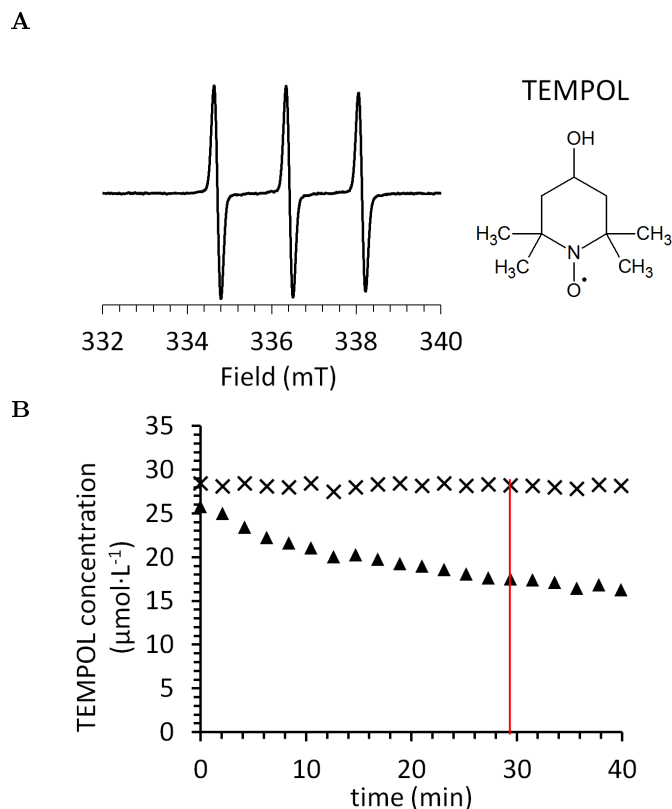 A
TEMPOL
OH
H₃C
CH₃
N
H₃C
CH₃
O•
332 334 336 338 340
Field (mT)
B
35
30
25
20
15
10
5
0
TEMPOL concentration
(µmol·L⁻¹)
0 10 20 30 40
time (min)